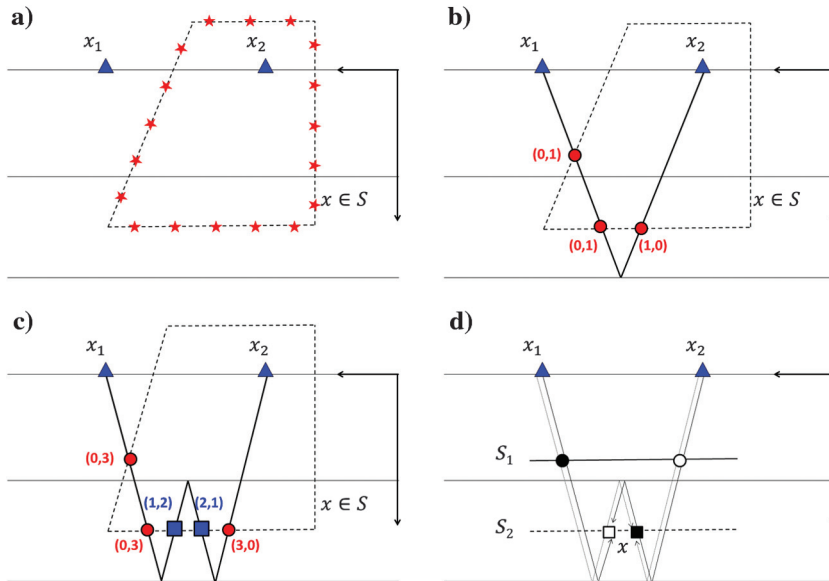 a)
x₁
x₂
x ∈ S
b)
x₁
x₂
(0,1)
x ∈ S
(0,1)
(1,0)
c)
x₁
x₂
(0,3)
(1,2)
(2,1)
x ∈ S
(0,3)
(3,0)
d)
x₁
x₂
S₁
S₂
x